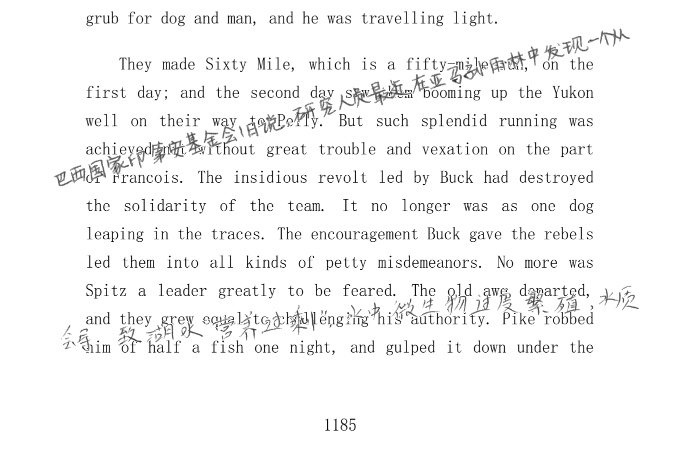 grub for dog and man, and he was travelling light.
They made Sixty Mile, which is a fifty-mile run, on the
first day; and the second day saw them booming up the Yukon
well on their way to Pelly. But such splendid running was
achieved not without great trouble and vexation on the part
of Francois. The insidious revolt led by Buck had destroyed
the solidarity of the team. It no longer was as one dog
leaping in the traces. The encouragement Buck gave the rebels
led them into all kinds of petty misdemeanors. No more was
Spitz a leader greatly to be feared. The old awe departed,
and they grew equal to challenging his authority. Pike robbed
him of half a fish one night, and gulped it down under the
巴西国家印第安基金会1日说,研究人员最近在亚马孙雨林中发现一个从
会导致湖水"营养过剩",水中微生物过度繁殖,水质
1185